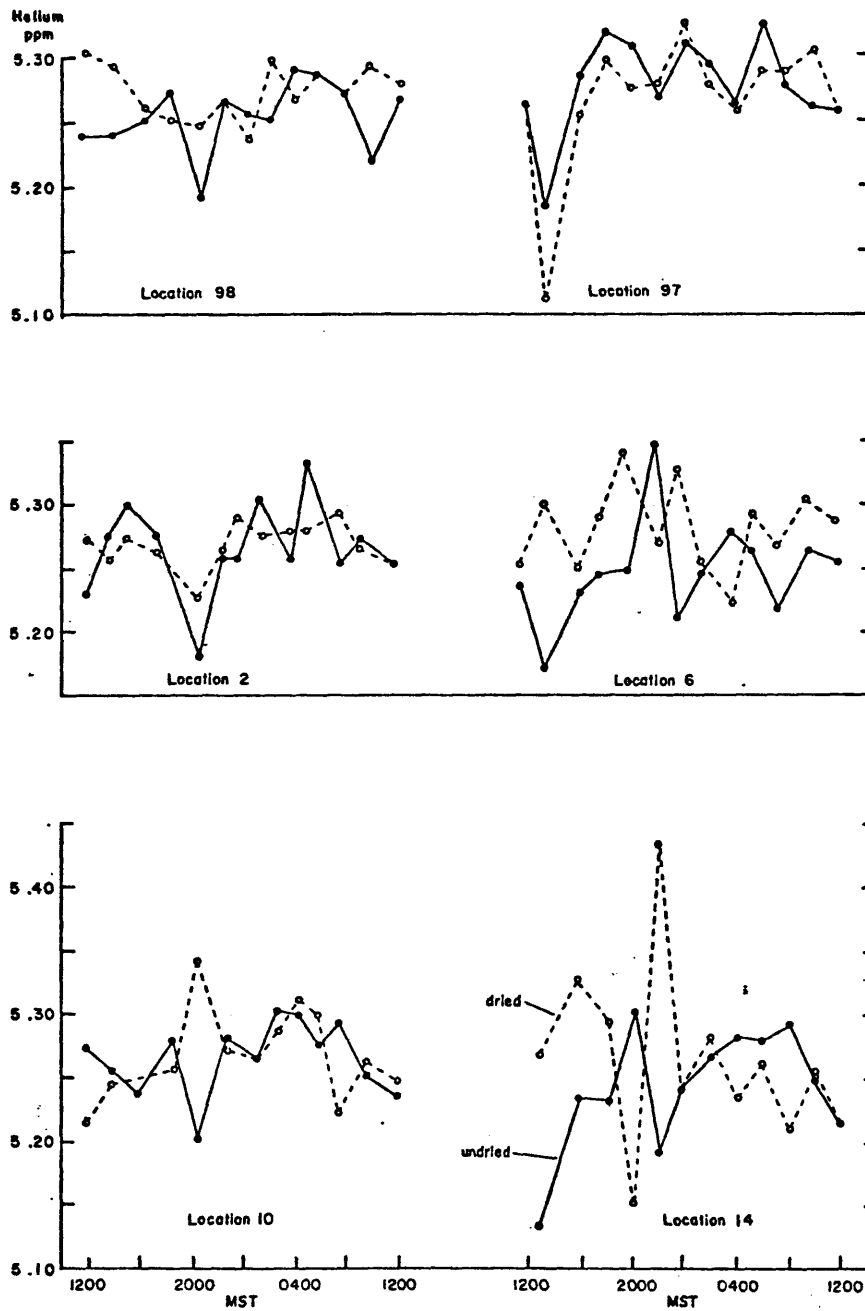 Helium
ppm
5.30
5.20
5.10
Location 98
Location 97
5.30
5.20
Location 2
Location 6
5.40
5.30
5.20
5.10
dried
undried
Location 10
Location 14
1200 2000 0400 1200
MST
1200 2000 0400 1200
MST